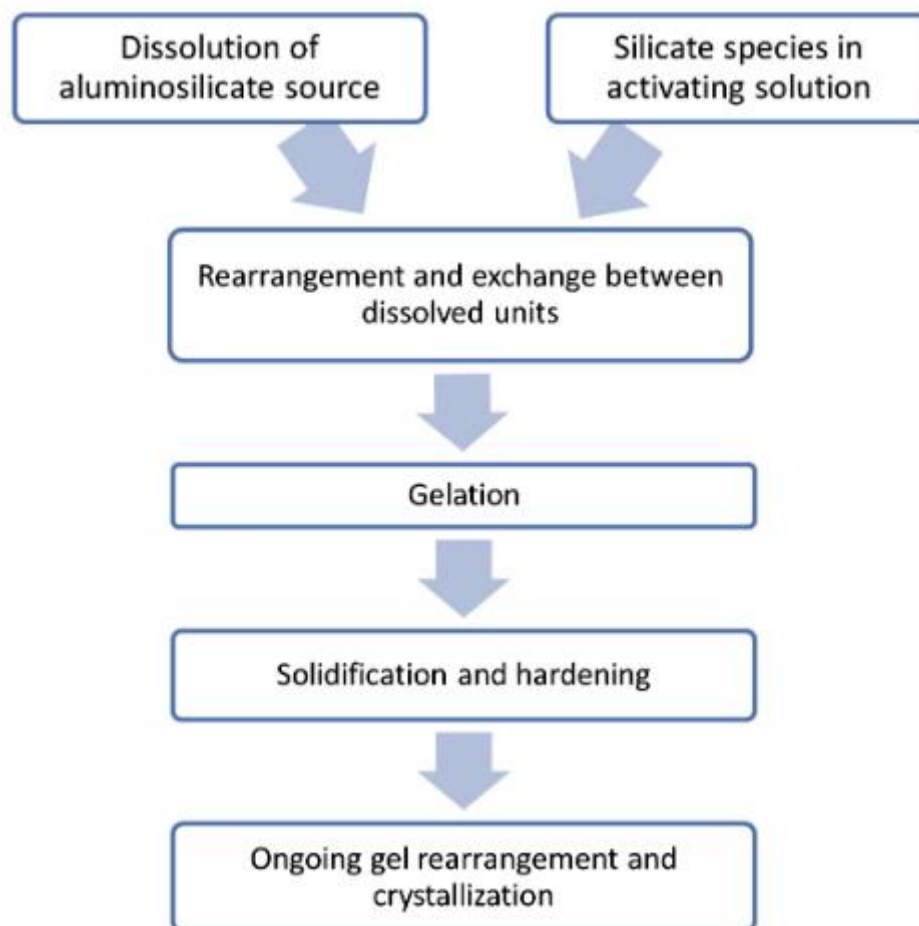 Dissolution of
aluminosilicate source
Silicate species in
activating solution
Rearrangement and exchange between
dissolved units
Gelation
Solidification and hardening
Ongoing gel rearrangement and
crystallization